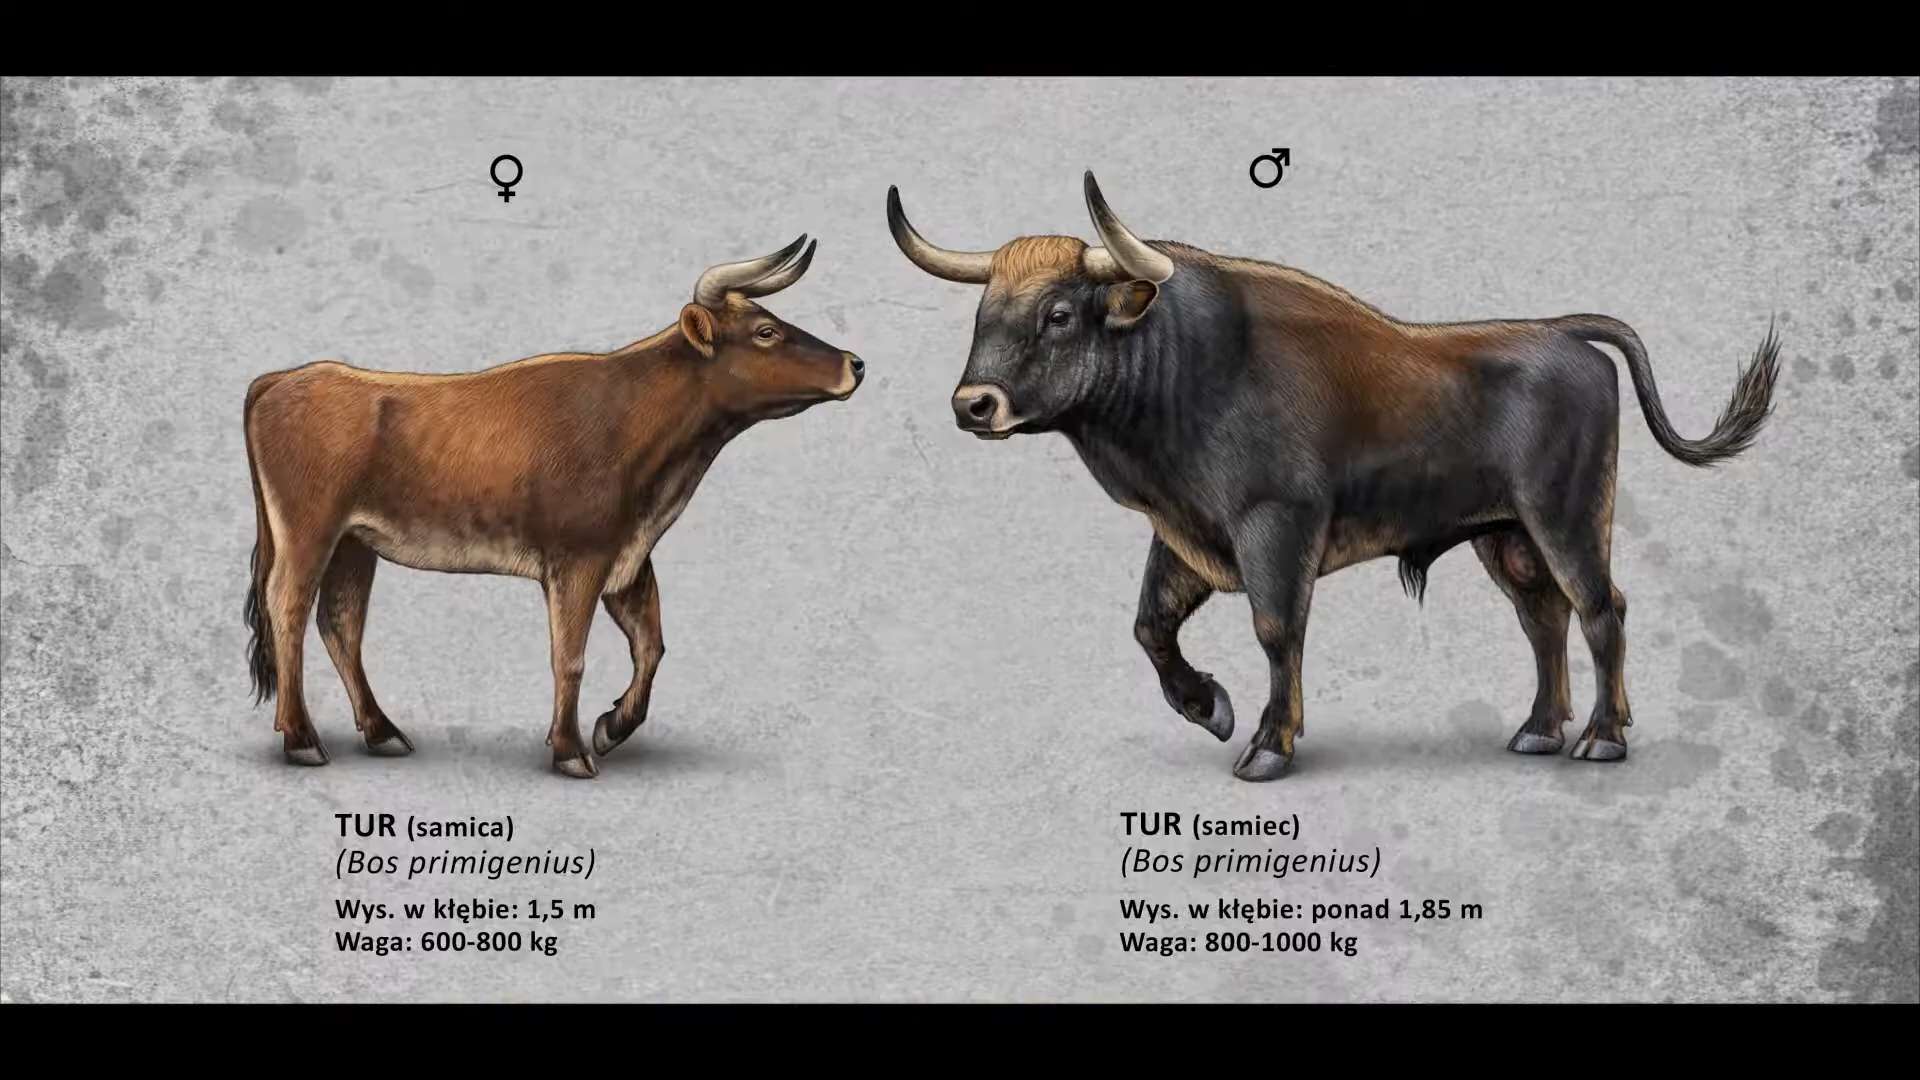 ♀
♂
TUR (samica)
(Bos primigenius)
Wys. w kłębie: 1,5 m
Waga: 600-800 kg
TUR (samiec)
(Bos primigenius)
Wys. w kłębie: ponad 1,85 m
Waga: 800-1000 kg